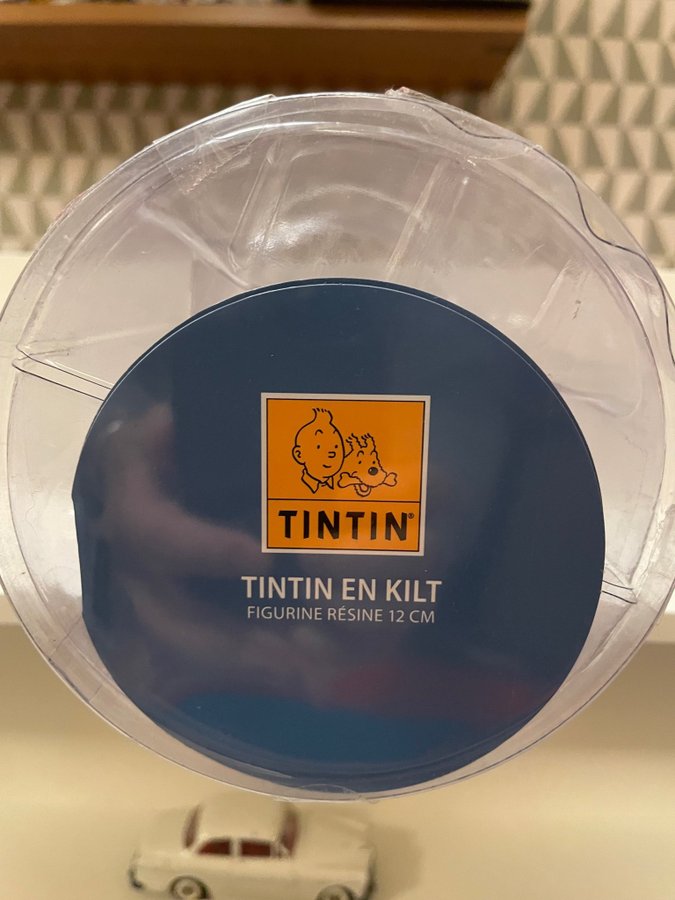 TINTIN®
TINTIN EN KILT
FIGURINE RÉSINE 12 CM